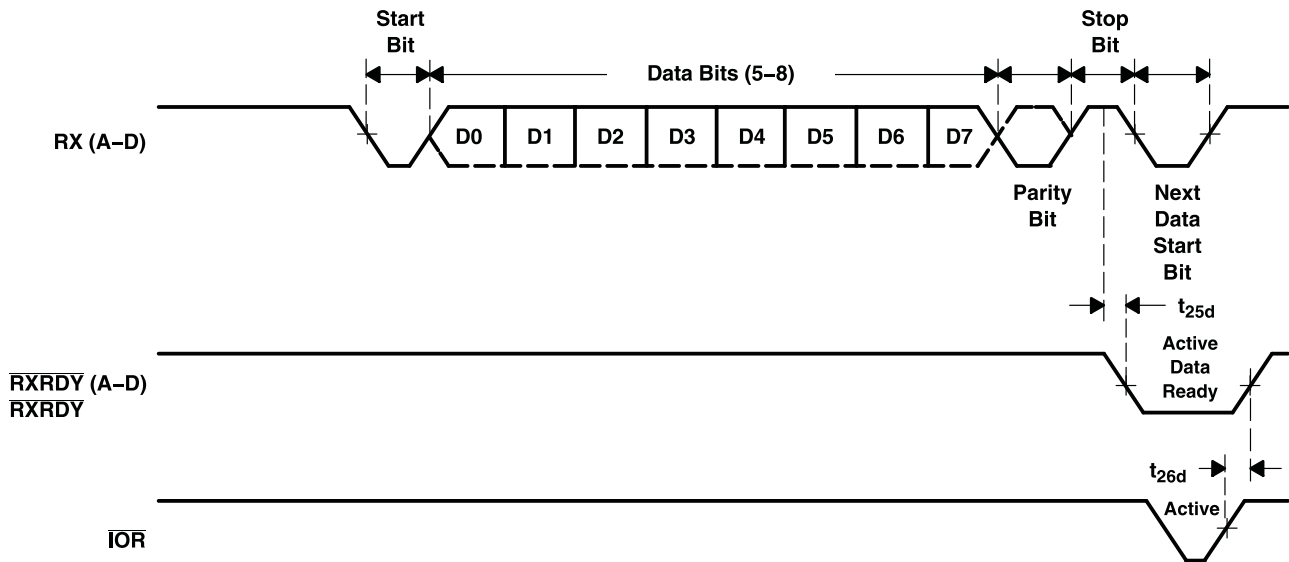 Start
Bit
Stop
Bit
Data Bits (5–8)
RX (A–D)
D0 D1 D2 D3 D4 D5 D6 D7
Parity
Bit
Next
Data
Start
Bit
t25d
RXRDY (A–D)
RXRDY
Active
Data
Ready
t26d
IOR
Active